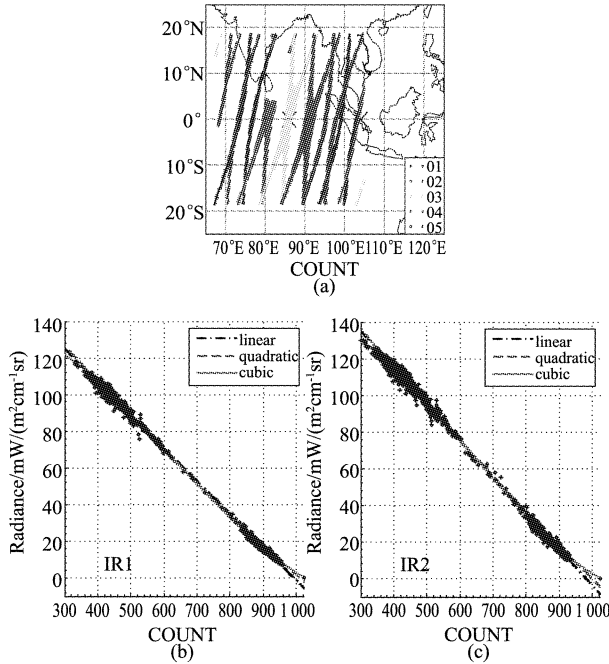 20°N
10°N
0°
10°S
20°S
01
02
03
04
05
70°E 80°E 90°E 100°E 110°E 120°E
COUNT
(a)
140
120
100
80
60
40
20
0
Radiance/mW/(m²cm⁻¹sr)
linear
quadratic
cubic
IR1
300 400 500 600 700 800 900 1 000
COUNT
(b)
140
120
100
80
60
40
20
0
Radiance/mW/(m²cm⁻¹sr)
linear
quadratic
cubic
IR2
300 400 500 600 700 800 900 1 000
COUNT
(c)